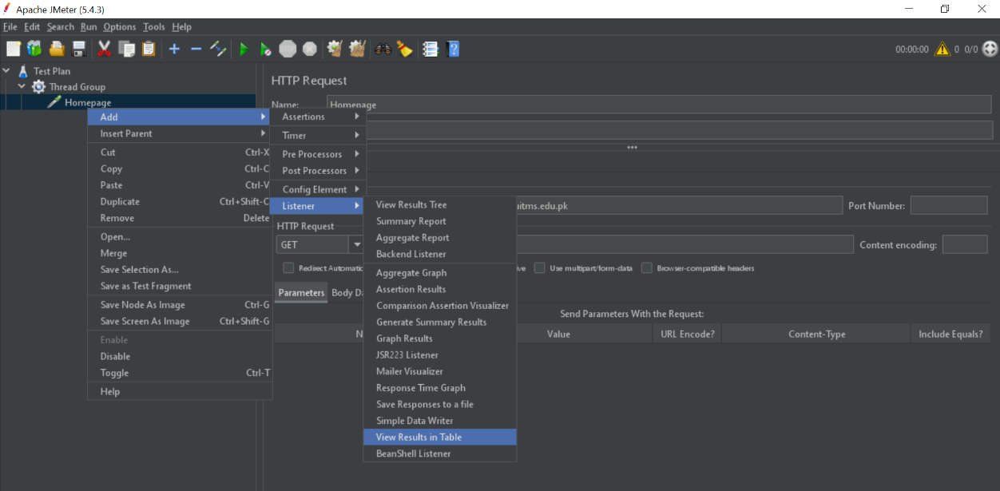 Apache JMeter (5.4.3)
File Edit Search Run Options Tools Help
00:00:00 0 0/0
Test Plan
Thread Group
Homepage
HTTP Request
Name: Homepage
Add
Insert Parent
Cut Ctrl-X
Copy Ctrl-C
Paste Ctrl-V
Duplicate Ctrl+Shift-C
Remove Delete
Open...
Merge
Save Selection As...
Save as Test Fragment
Save Node As Image Ctrl-G
Save Screen As Image Ctrl+Shift-G
Enable
Disable
Toggle Ctrl-T
Help
Assertions
Timer
Pre Processors
Post Processors
Config Element
Listener
View Results Tree
Summary Report
Aggregate Report
Backend Listener
Aggregate Graph
Assertion Results
Comparison Assertion Visualizer
Generate Summary Results
Graph Results
JSR223 Listener
Mailer Visualizer
Response Time Graph
Save Responses to a file
Simple Data Writer
View Results in Table
BeanShell Listener
uitms.edu.pk Port Number:
HTTP Request
GET Content encoding:
Redirect Automatic ive Use multipart/form-data Browser-compatible headers
Parameters Body Da
Send Parameters With the Request:
N Value URL Encode? Content-Type Include Equals?